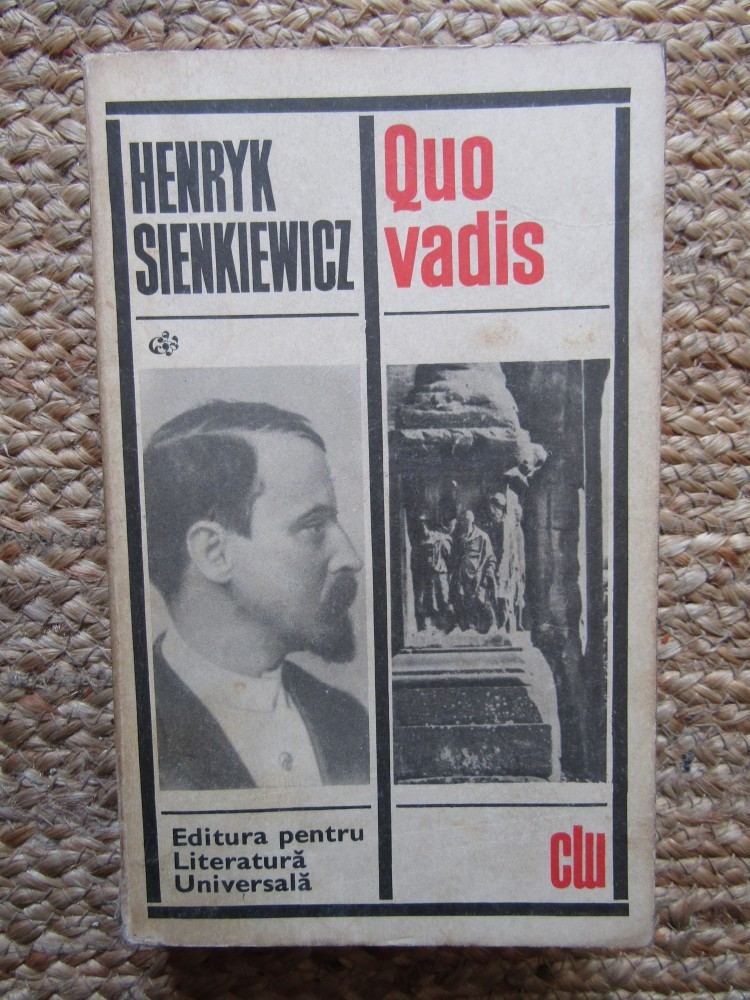 HENRYK
SIENKIEWICZ
Quo
vadis
Editura pentru
Literatură
Universală
clu